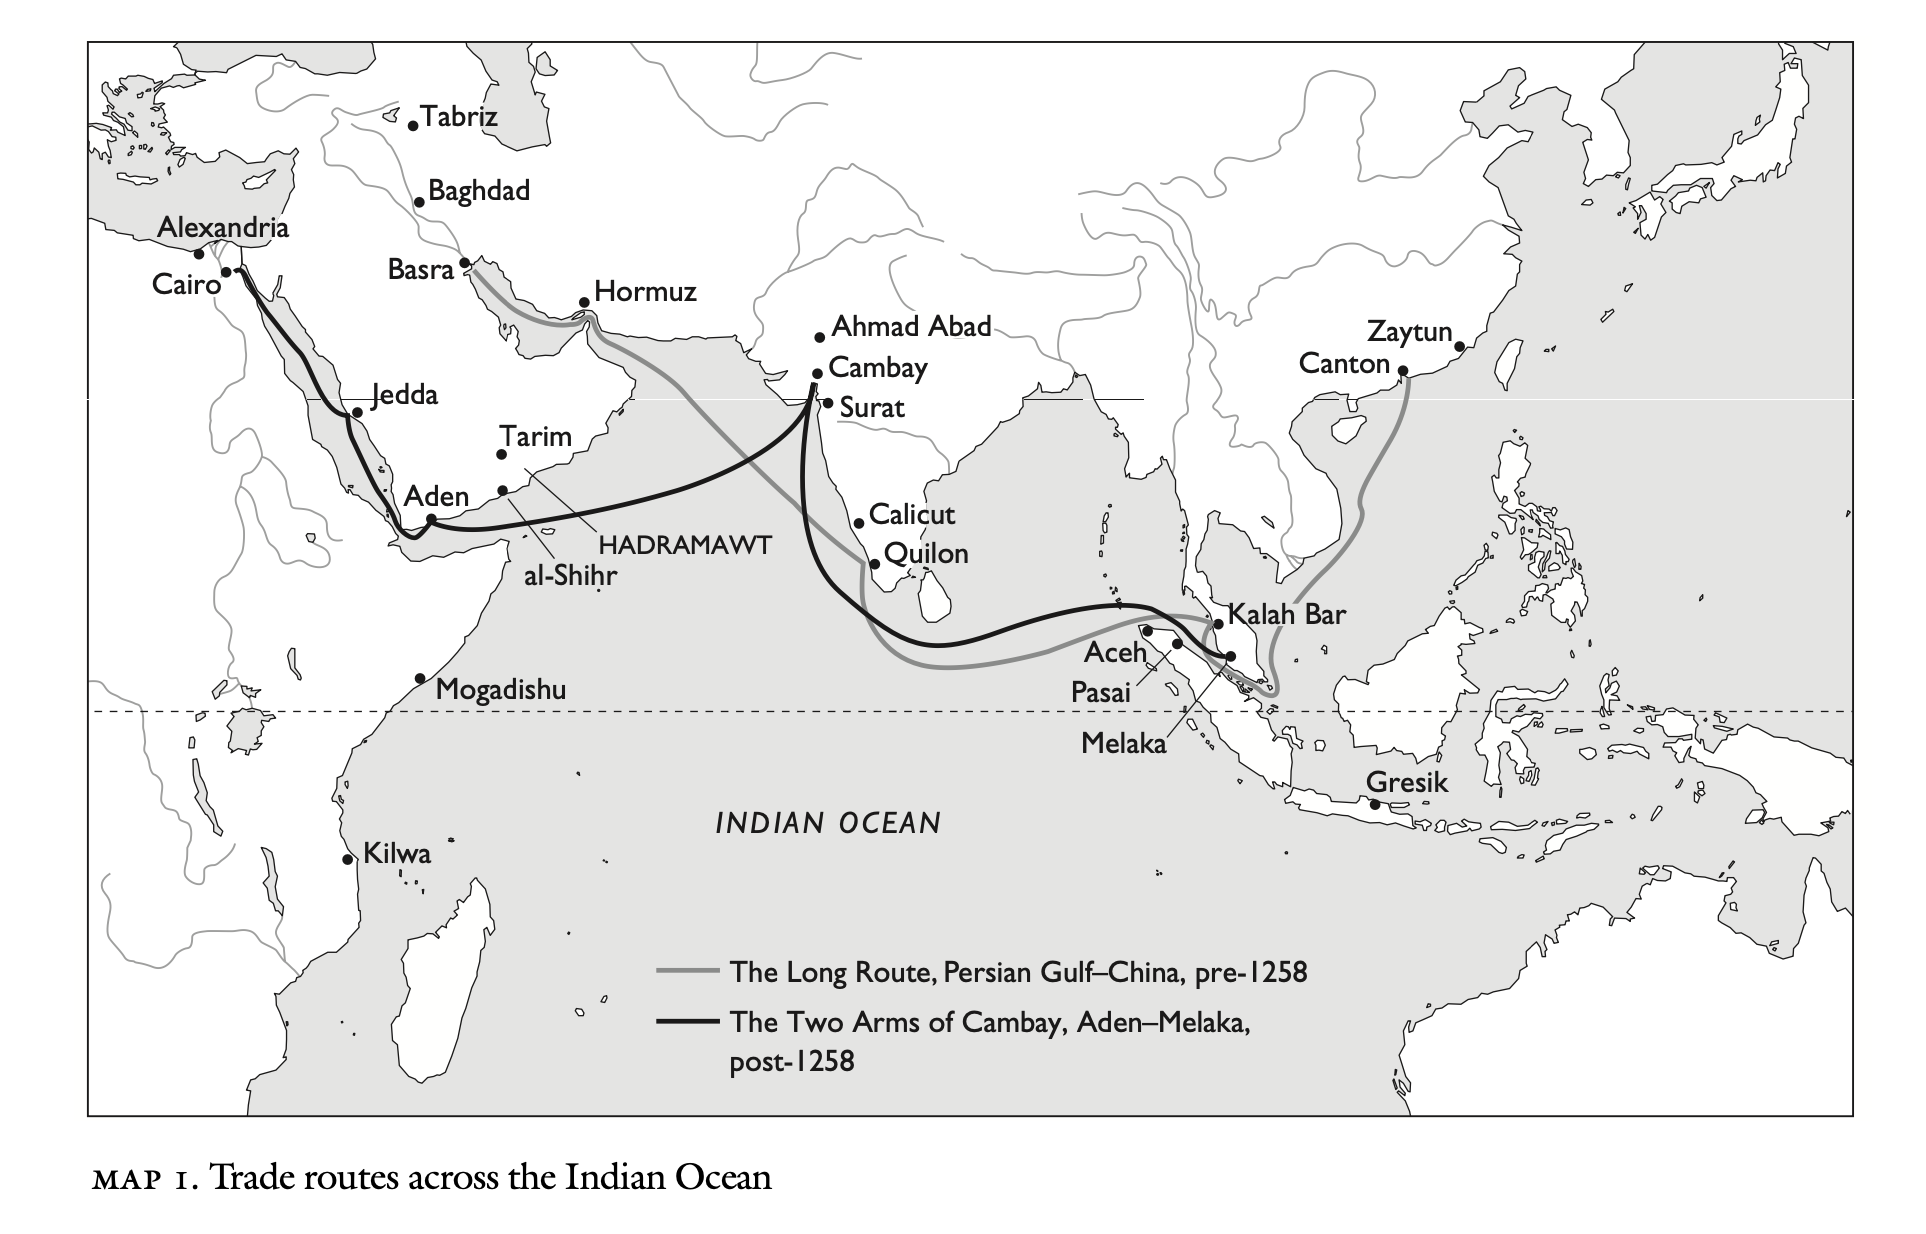 Tabriz
Baghdad
Alexandria
Cairo
Basra
Hormuz
Ahmad Abad
Cambay
Surat
Zaytun
Canton
Jedda
Tarim
Aden
HADRAMAWT
al-Shihr
Calicut
Quilon
Kalah Bar
Aceh
Pasai
Melaka
Mogadishu
Gresik
INDIAN OCEAN
Kilwa
The Long Route, Persian Gulf–China, pre-1258
The Two Arms of Cambay, Aden–Melaka,
post-1258
MAP 1. Trade routes across the Indian Ocean